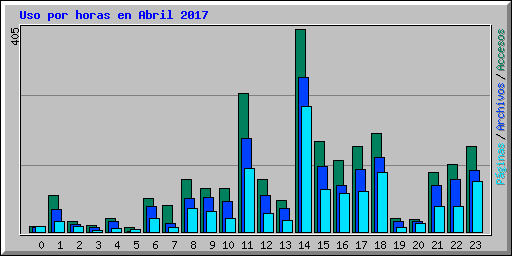 Uso por horas en Abril 2017
405
Páginas / Archivos / Accesos
0 1 2 3 4 5 6 7 8 9 10 11 12 13 14 15 16 17 18 19 20 21 22 23